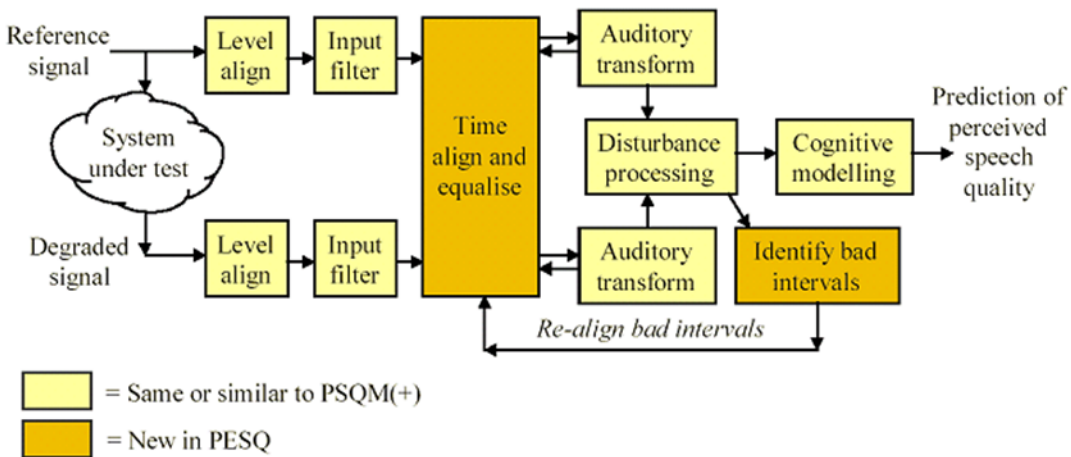 Reference
signal
Level
align
Input
filter
Auditory
transform
System
under test
Time
align and
equalise
Disturbance
processing
Cognitive
modelling
Prediction of
perceived
speech
quality
Degraded
signal
Level
align
Input
filter
Auditory
transform
Identify bad
intervals
Re-align bad intervals
= Same or similar to PSQM(+)
= New in PESQ